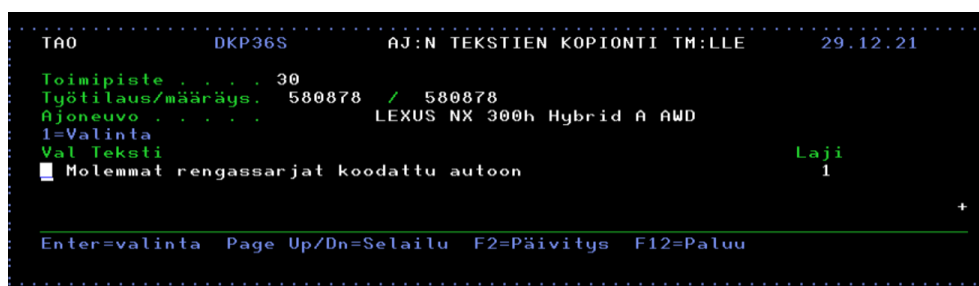 TAO DKP36S AJ:N TEKSTIEN KOPIONTI TM:LLE 29.12.21
Toimipiste . . . . 30
Työtilaus/määräys. 580878 / 580878
Ajoneuvo . . . . . LEXUS NX 300h Hybrid A AWD
1=Valinta
Val Teksti Laji
Molemmat rengassarjat koodattu autoon 1
+
Enter=valinta Page Up/Dn=Selailu F2=Päivitys F12=Paluu